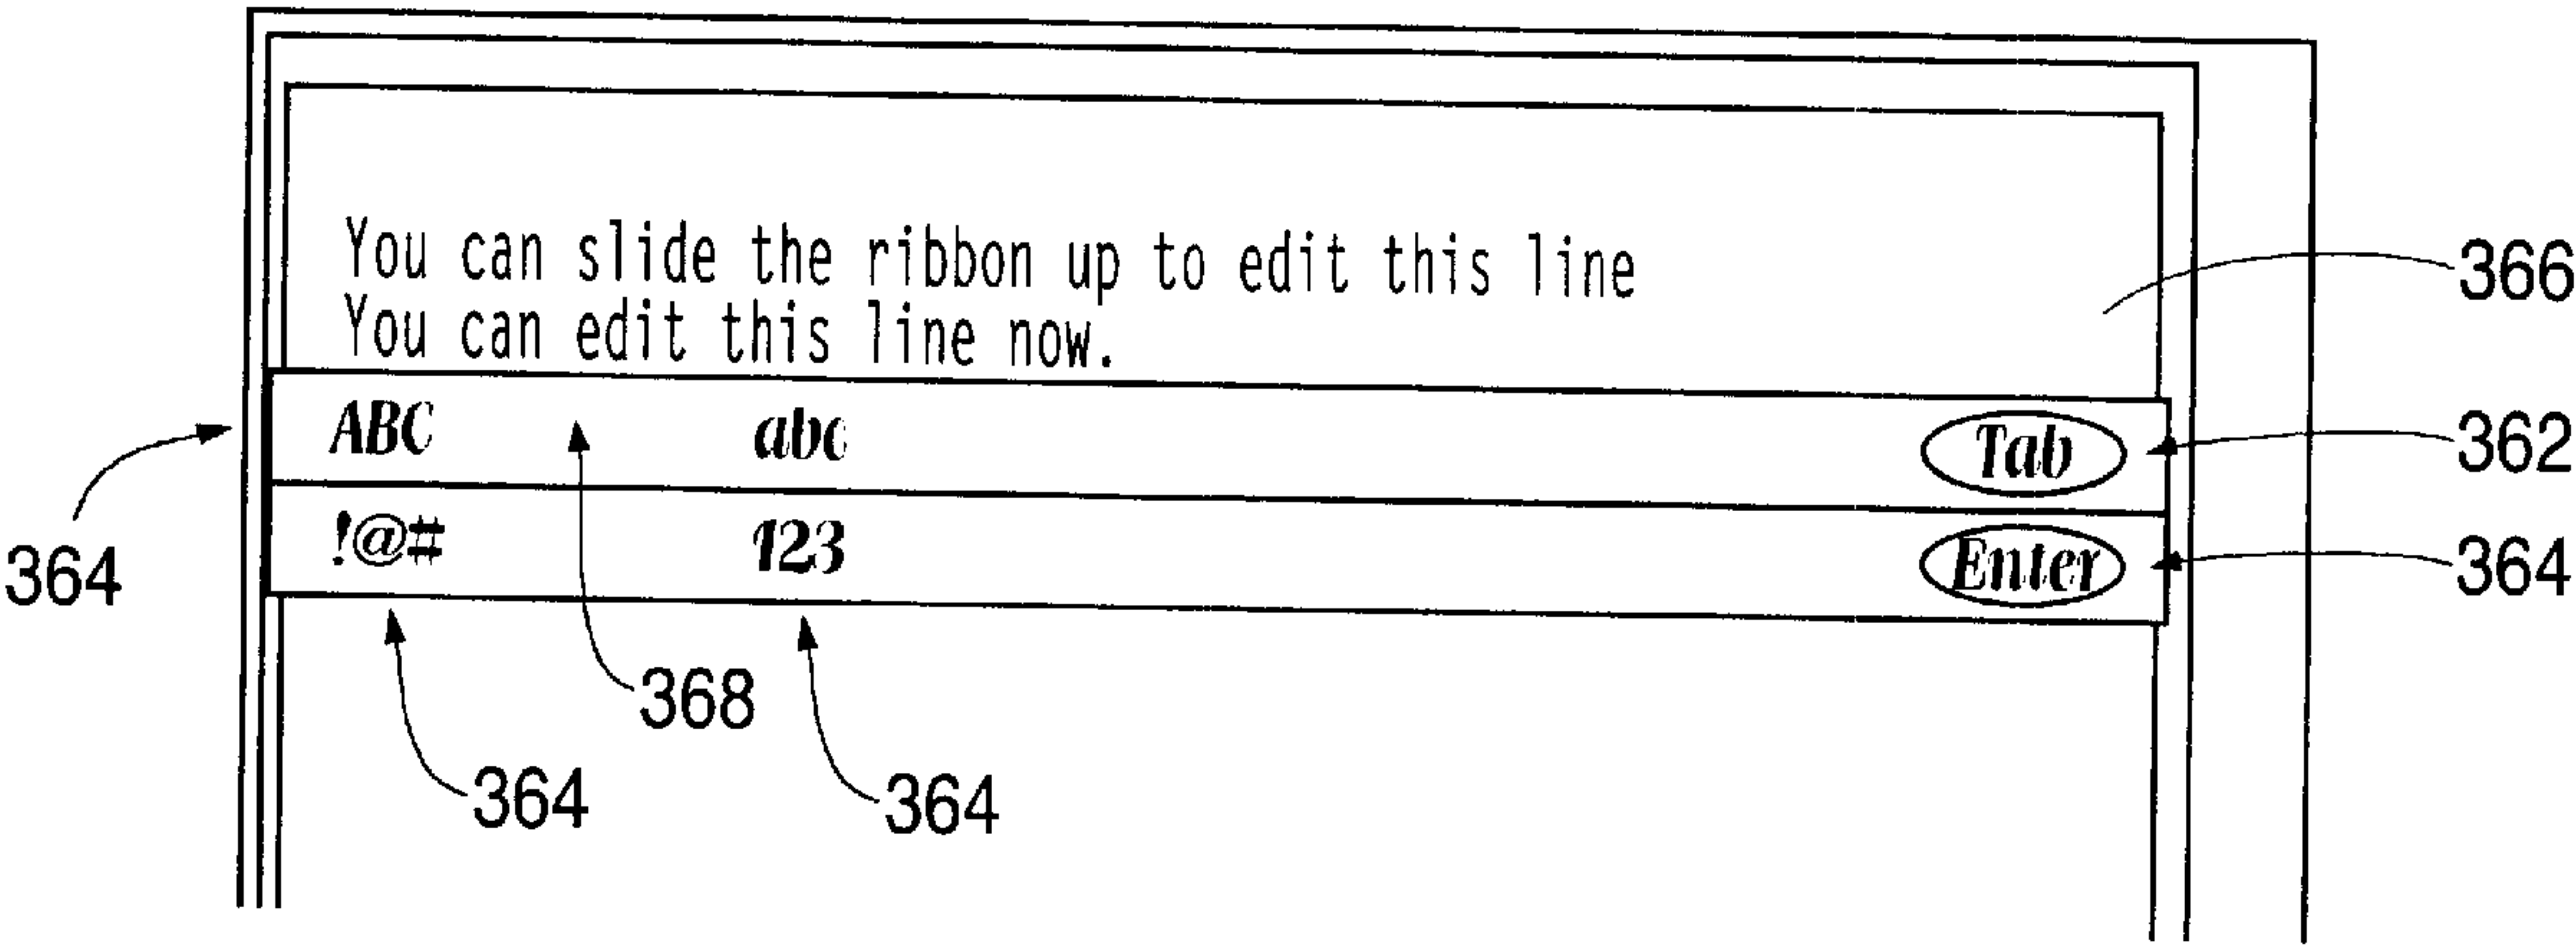 You can slide the ribbon up to edit this line
You can edit this line now.
366
ABC abc Tab
362
364
!@# 123 Enter
364
368
364
364